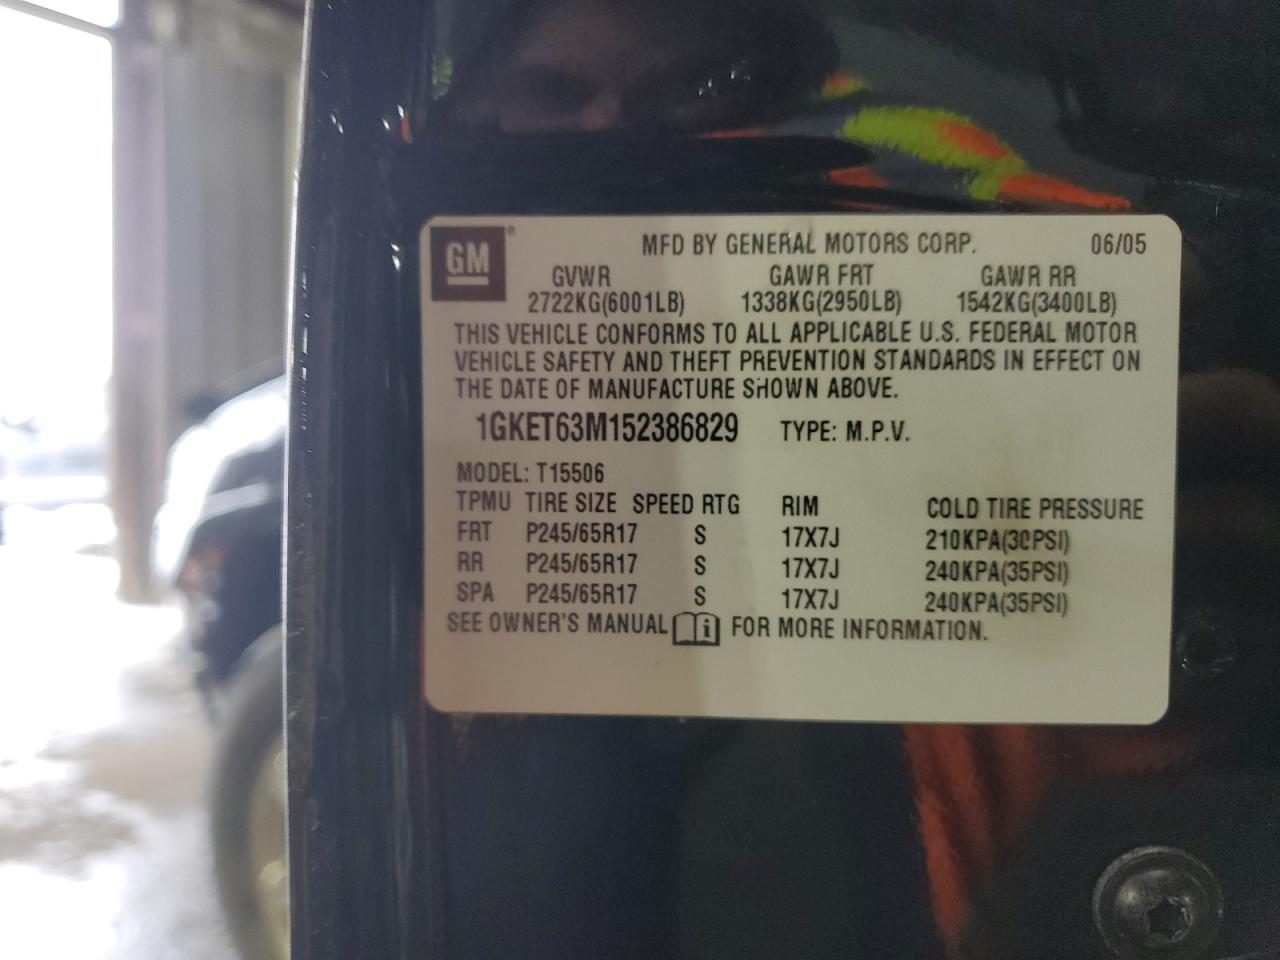 GM® MFD BY GENERAL MOTORS CORP. 06/05
GVWR GAWR FRT GAWR RR
2722KG(6001LB) 1338KG(2950LB) 1542KG(3400LB)
THIS VEHICLE CONFORMS TO ALL APPLICABLE U.S. FEDERAL MOTOR
VEHICLE SAFETY AND THEFT PREVENTION STANDARDS IN EFFECT ON
THE DATE OF MANUFACTURE SHOWN ABOVE.
1GKET63M152386829 TYPE: M.P.V.
MODEL: T15506
TPMU TIRE SIZE SPEED RTG RIM COLD TIRE PRESSURE
FRT P245/65R17 S 17X7J 210KPA(30PSI)
RR P245/65R17 S 17X7J 240KPA(35PSI)
SPA P245/65R17 S 17X7J 240KPA(35PSI)
SEE OWNER'S MANUAL i FOR MORE INFORMATION.